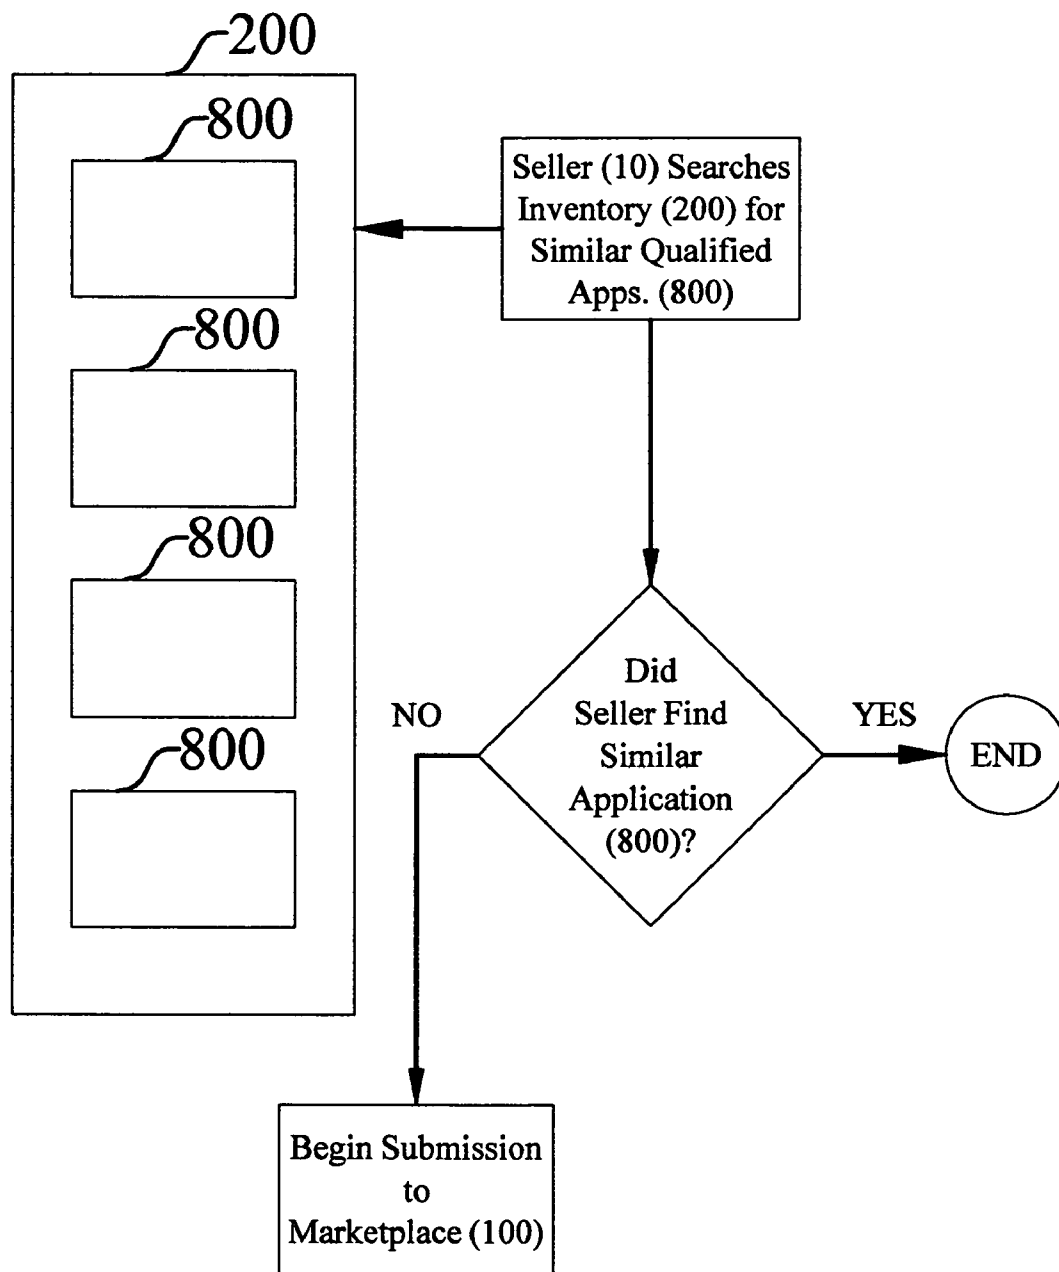 200
800
800
800
800
Seller (10) Searches
Inventory (200) for
Similar Qualified
Apps. (800)
Did
Seller Find
Similar
Application
(800)?
NO
YES
END
Begin Submission
to
Marketplace (100)